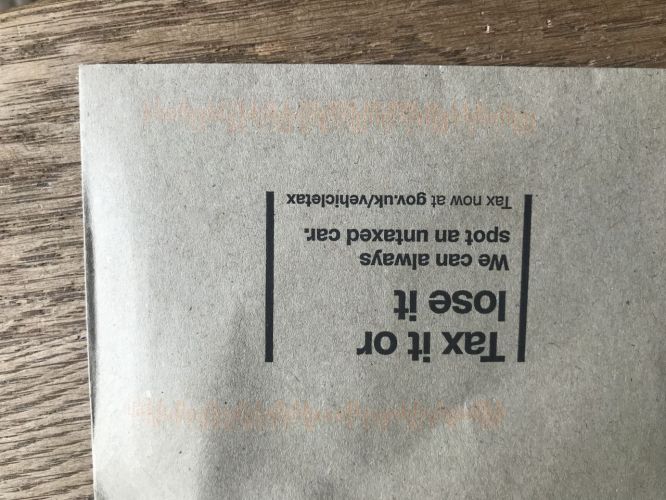 Tax it or
lose it
We can always
spot an untaxed car.
Tax now at gov.uk/vehicletax